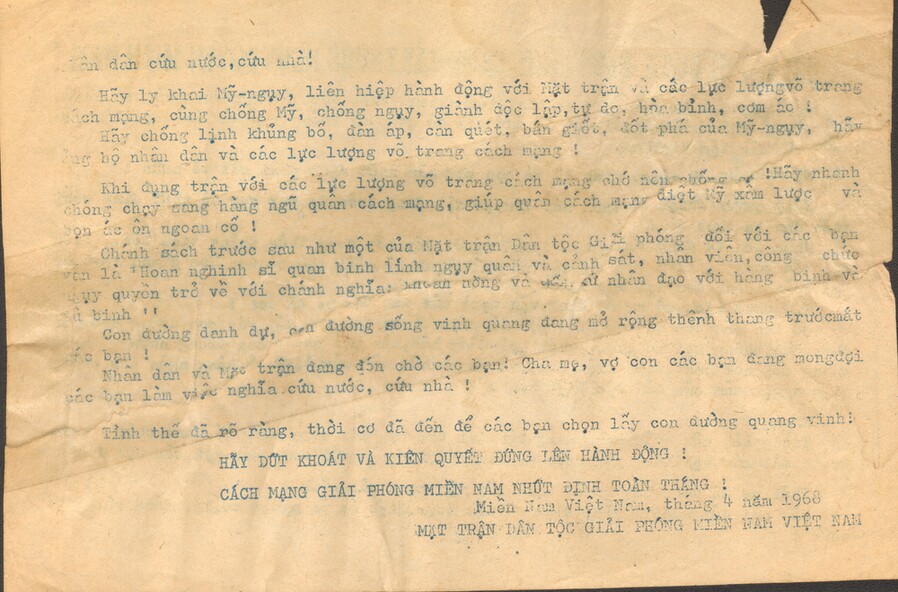 dân cứu nước, cứu nhà!
Hãy ly khai Mỹ-ngụy, liên hiệp hành động với Mặt trận và các lực lượng võ trang
cách mạng, cùng chống Mỹ, chống ngụy, giành độc lập, tự do, hòa bình, cơm áo !
Hãy chống lịnh khủng bố, đàn áp, càn quét, bắn giết, đốt phá của Mỹ-ngụy, hãy
ủng hộ nhân dân và các lực lượng võ trang cách mạng !
Khi đụng trận với các lực lượng võ trang cách mạng chớ nên chống cự !Hãy nhanh
chóng chạy sang hàng ngũ quân cách mạng, giúp quân cách mạng diệt Mỹ xâm lược và
bọn ác ôn ngoan cố !
Chánh sách trước sau như một của Mặt trận Dân tộc Giải phóng đối với các bạn
vẫn là "Hoan nghinh sĩ quan binh lính ngụy quân và cảnh sát, nhân viên, công chức
ngụy quyền trở về với chánh nghĩa; khoan hồng và xử nhân đạo với hàng binh và
tù binh "
Con đường danh dự, con đường sống vinh quang đang mở rộng thênh thang trước mắt
các bạn !
Nhân dân và Mặt trận đang đón chờ các bạn! Cha mẹ, vợ con các bạn đang mong đợi
các bạn làm việc nghĩa cứu nước, cứu nhà !
Tình thế đã rõ ràng, thời cơ đã đến để các bạn chọn lấy con đường quang vinh!
HÃY DỨT KHOÁT VÀ KIÊN QUYẾT ĐỨNG LÊN HÀNH ĐỘNG !
CÁCH MẠNG GIẢI PHÓNG MIỀN NAM NHỨT ĐỊNH TOÀN THẮNG !
Miền Nam Việt Nam, tháng 4 năm 1968
MẶT TRẬN DÂN TỘC GIẢI PHÓNG MIỀN NAM VIỆT NAM